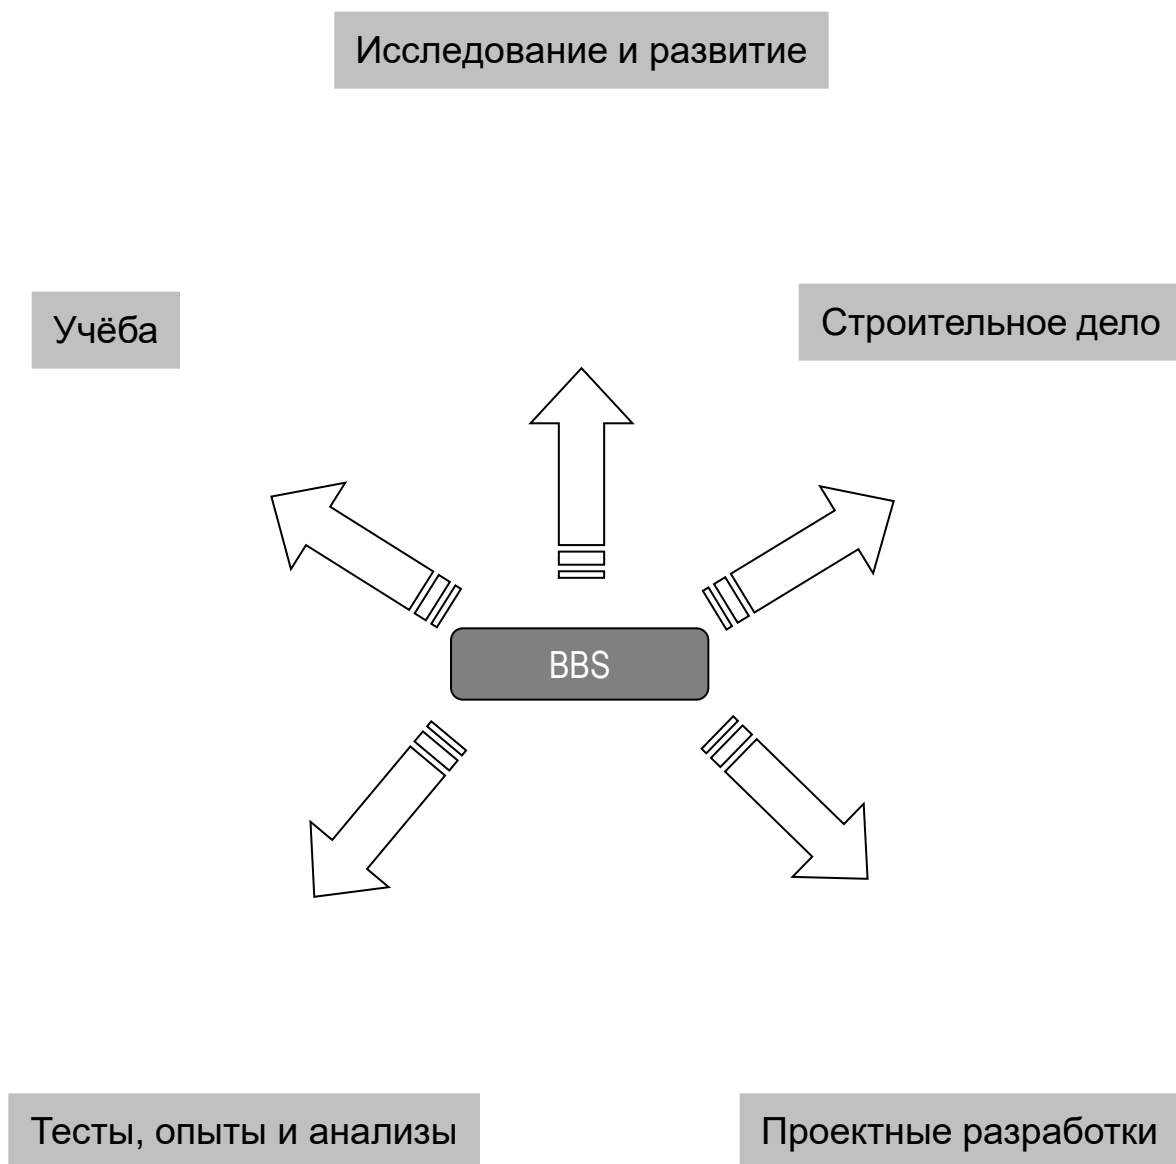 Исследование и развитие
Учёба
Строительное дело
BBS
Тесты, опыты и анализы
Проектные разработки